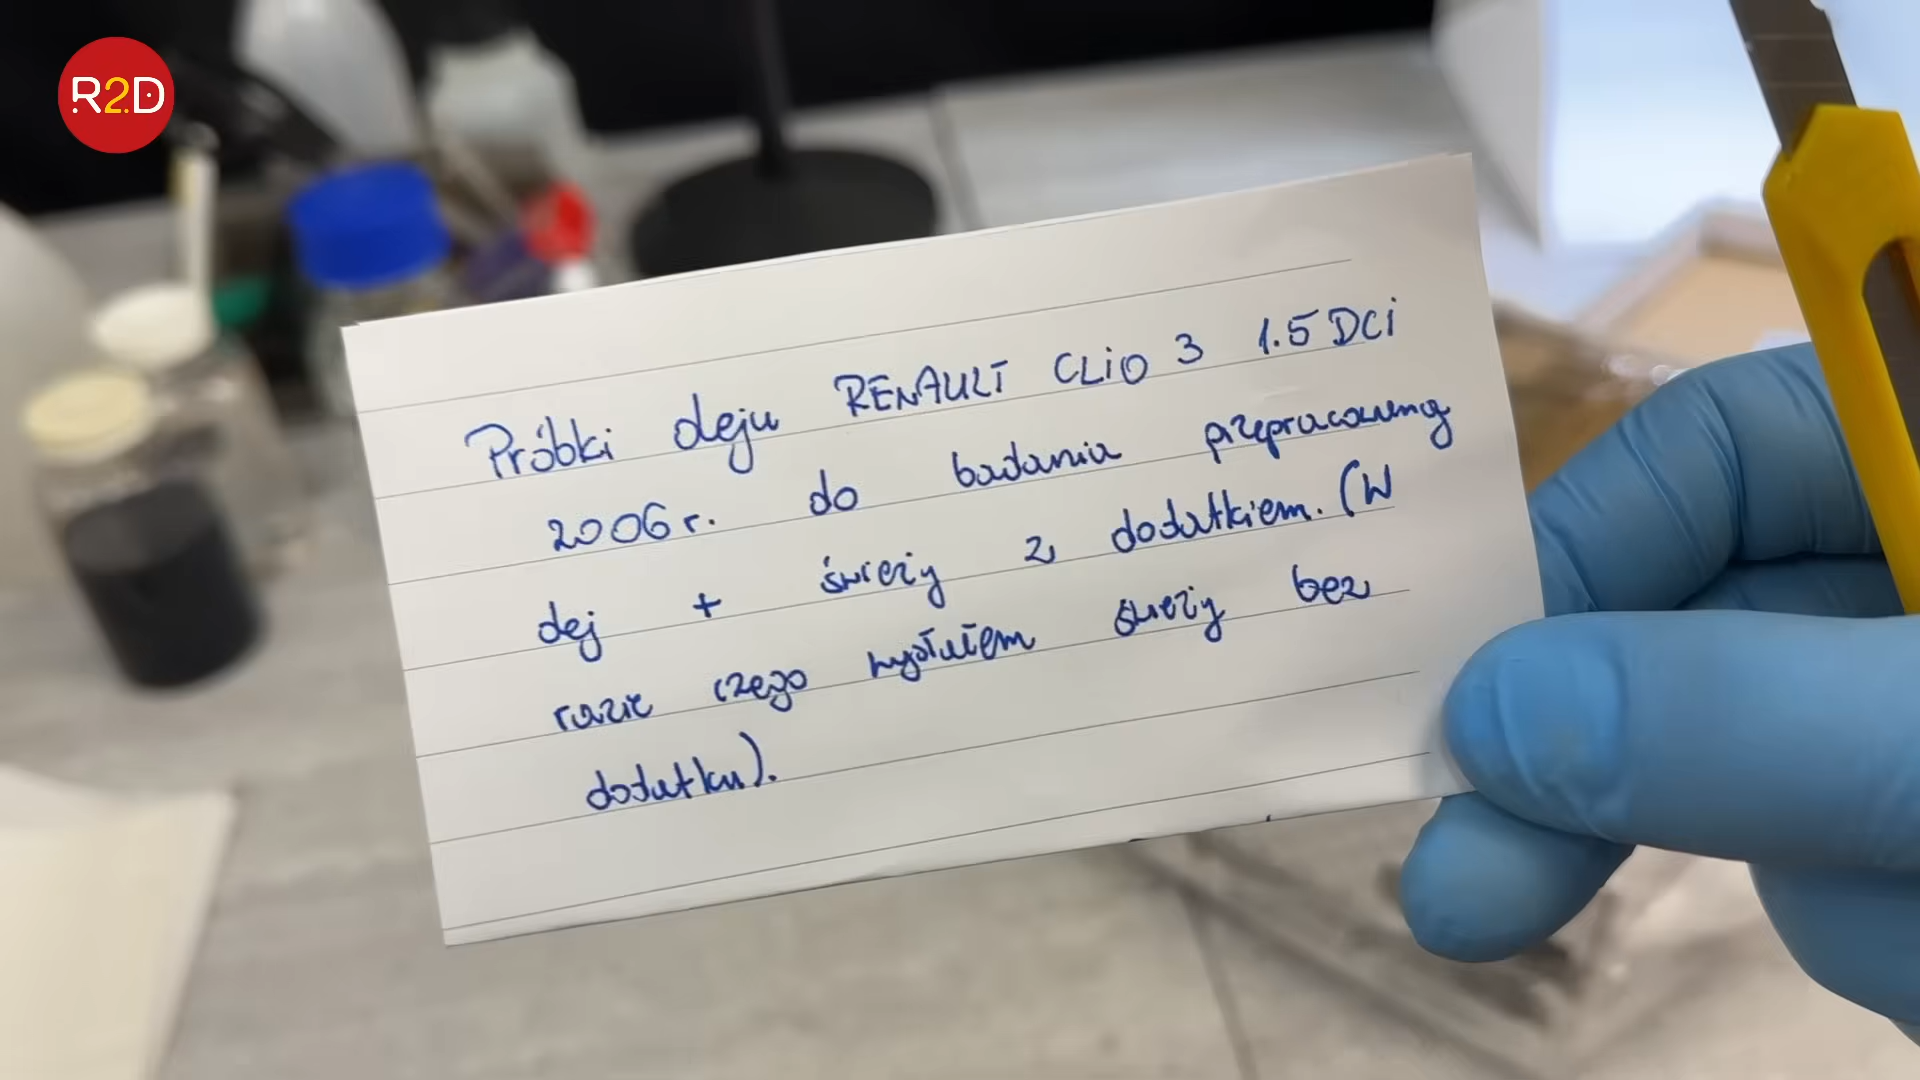 R2D
Próbki oleju RENAULT CLIO 3 1.5 DCi
2006 r. do badania przepracowany
olej + świeży z dodatkiem. (W
razie czego wysłałem świeży bez
dodatku).